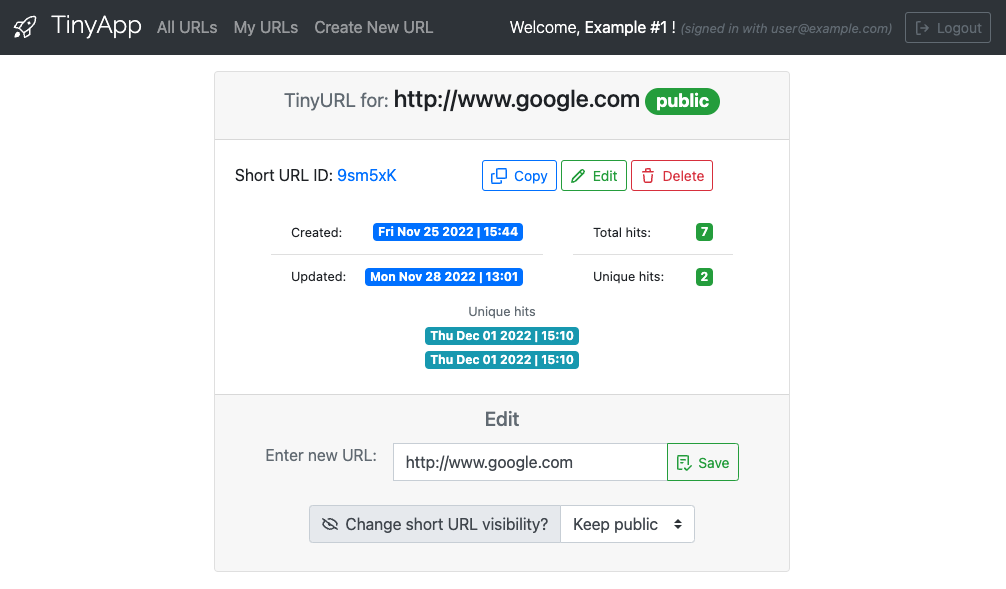 TinyApp All URLs My URLs Create New URL Welcome, Example #1 ! (signed in with user@example.com) Logout
TinyURL for: http://www.google.com public
Short URL ID: 9sm5xK Copy Edit Delete
Created: Fri Nov 25 2022 | 15:44 Total hits: 7
Updated: Mon Nov 28 2022 | 13:01 Unique hits: 2
Unique hits
Thu Dec 01 2022 | 15:10
Thu Dec 01 2022 | 15:10
Edit
Enter new URL: http://www.google.com Save
Change short URL visibility? Keep public